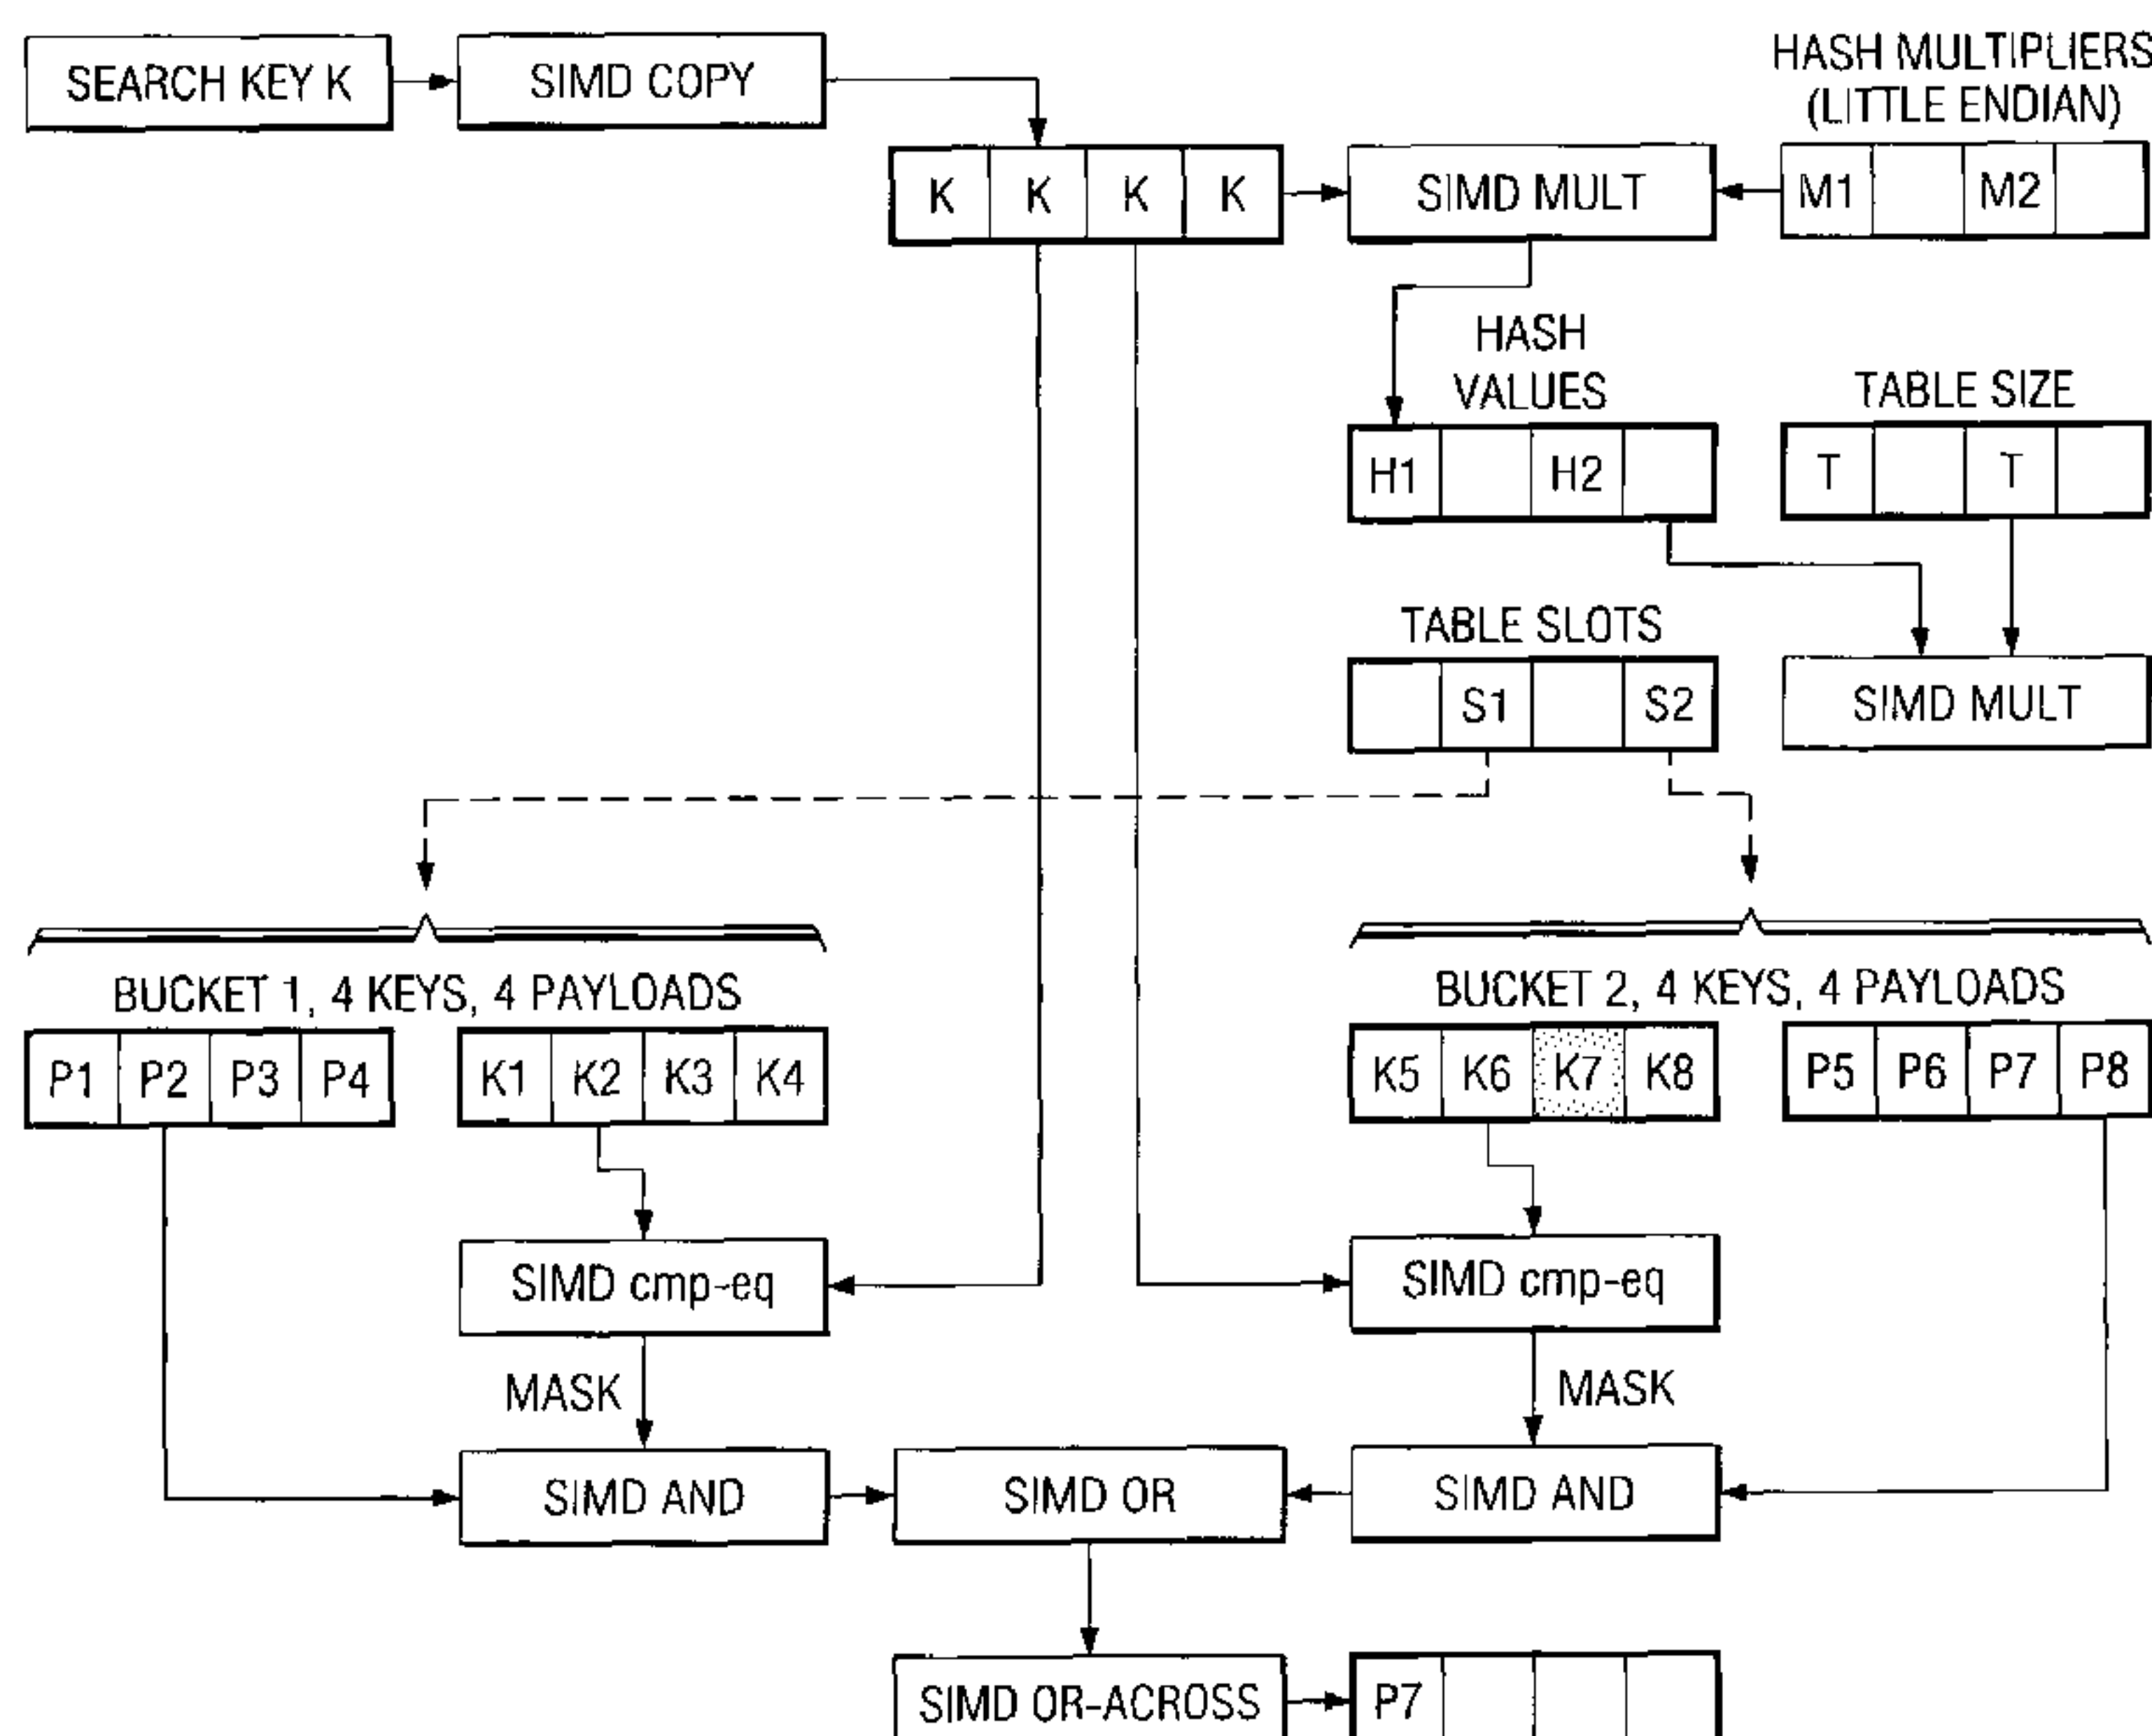 SEARCH KEY K
SIMD COPY
HASH MULTIPLIERS
(LITTLE ENDIAN)
K K K K
SIMD MULT
M1 M2
HASH
VALUES
TABLE SIZE
H1 H2
T T
TABLE SLOTS
S1 S2
SIMD MULT
BUCKET 1, 4 KEYS, 4 PAYLOADS
BUCKET 2, 4 KEYS, 4 PAYLOADS
P1 P2 P3 P4
K1 K2 K3 K4
K5 K6 K7 K8
P5 P6 P7 P8
SIMD cmp-eq
SIMD cmp-eq
MASK
MASK
SIMD AND
SIMD OR
SIMD AND
SIMD OR-ACROSS
P7